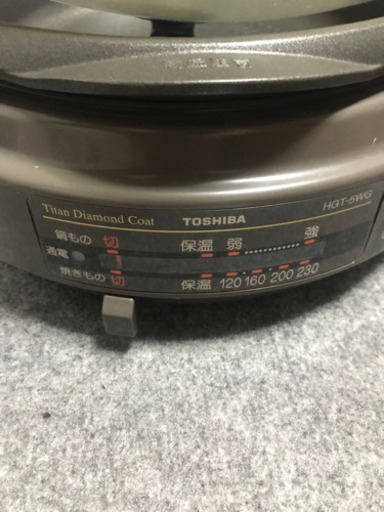 Titan Diamond Coat TOSHIBA HGT-5WG
鍋もの 切 保温 弱 強
通電
焼きもの 切 保温 120 160 200 230